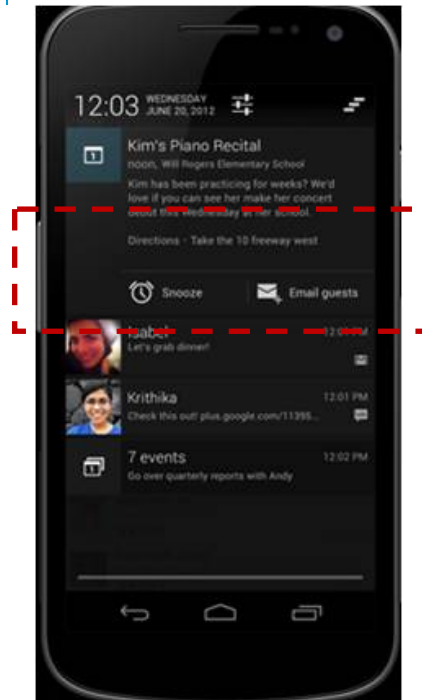 12:03 WEDNESDAY
JUNE 20, 2012
1
Kim's Piano Recital
noon, Will Rogers Elementary School
Kim has been practicing for weeks? We'd
love if you can see her make her concert
debut this Wednesday at her school.
Directions - Take the 10 freeway west
Snooze
Email guests
Isabel
Let's grab dinner!
Krithika 12:01 PM
Check this out! plus.google.com/11395...
1
7 events 12:02 PM
Go over quarterly reports with Andy